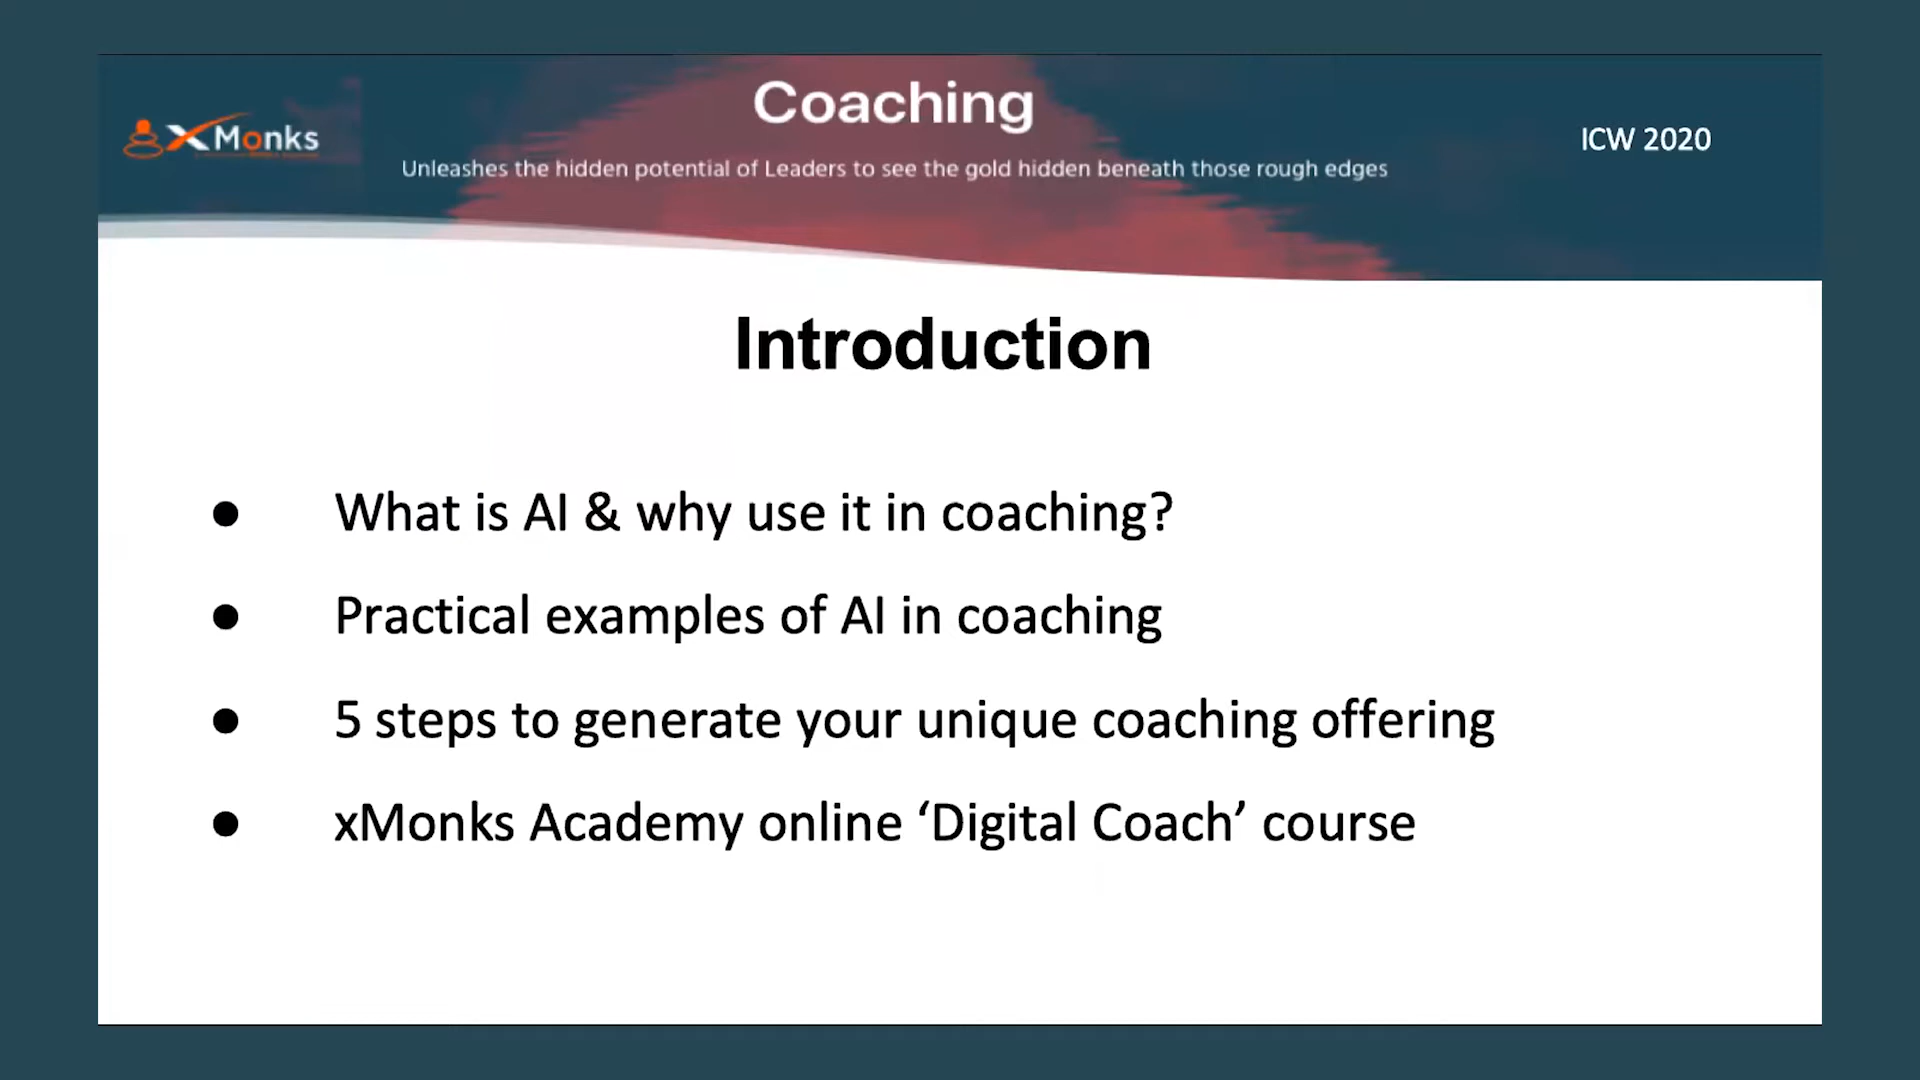 Coaching
xMonks
ICW 2020
Unleashes the hidden potential of Leaders to see the gold hidden beneath those rough edges
Introduction
● What is AI & why use it in coaching?
● Practical examples of AI in coaching
● 5 steps to generate your unique coaching offering
● xMonks Academy online ‘Digital Coach’ course